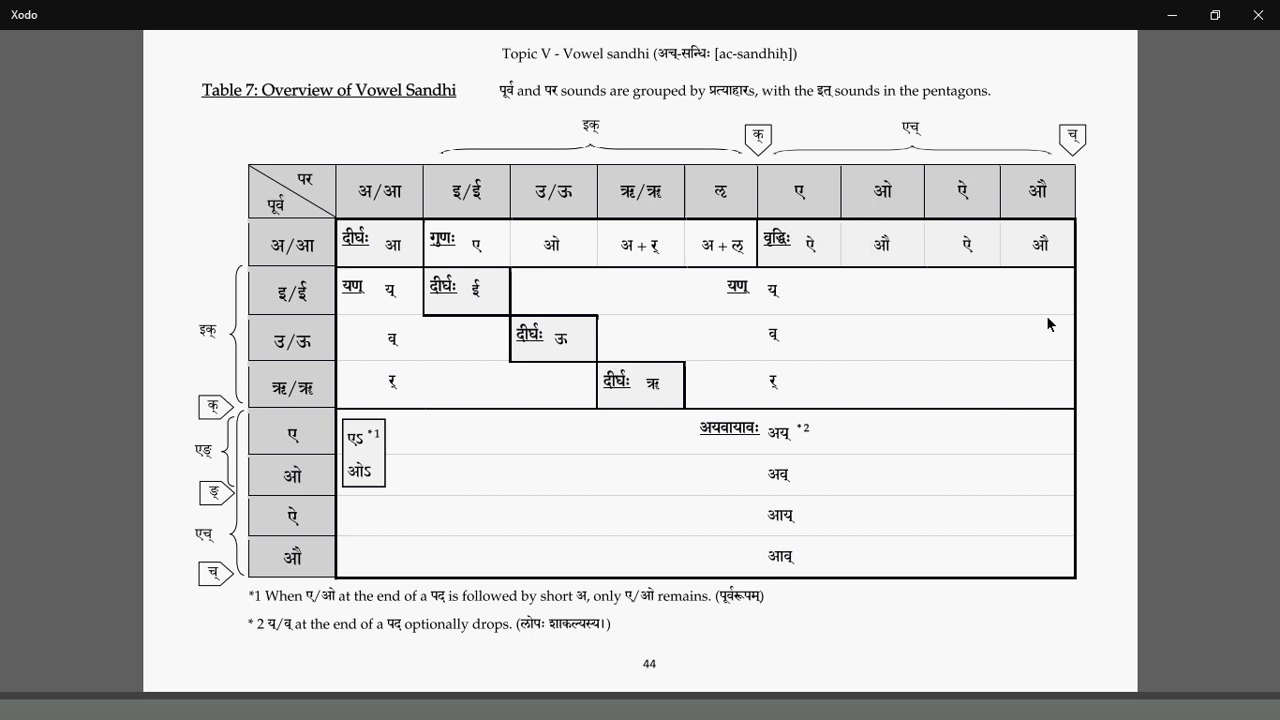 Xodo
Topic V - Vowel sandhi (अच्-सन्धिः [ac-sandhiḥ])
Table 7: Overview of Vowel Sandhi पूर्व and पर sounds are grouped by प्रत्याहारs, with the इत् sounds in the pentagons.
इक् क् एच् च्
पर
पूर्व
अ/आ इ/ई उ/ऊ ऋ/ॠ ऌ ए ओ ऐ औ
अ/आ दीर्घः आ गुणः ए ओ अ + र् अ + ल् वृद्धिः ऐ औ ऐ औ
इ/ई यण् य् दीर्घः ई यण् य्
इक् उ/ऊ व् दीर्घः ऊ व्
ऋ/ॠ र् दीर्घः ॠ र्
क्
ए एऽ *1 अयवायावः अय् *2
एङ्
ओ ओऽ अव्
ङ्
ऐ आय्
एच्
औ आव्
च्
*1 When ए/ओ at the end of a पद is followed by short अ, only ए/ओ remains. (पूर्वरूपम्)
* 2 य्/व् at the end of a पद optionally drops. (लोपः शाकल्यस्य।)
44